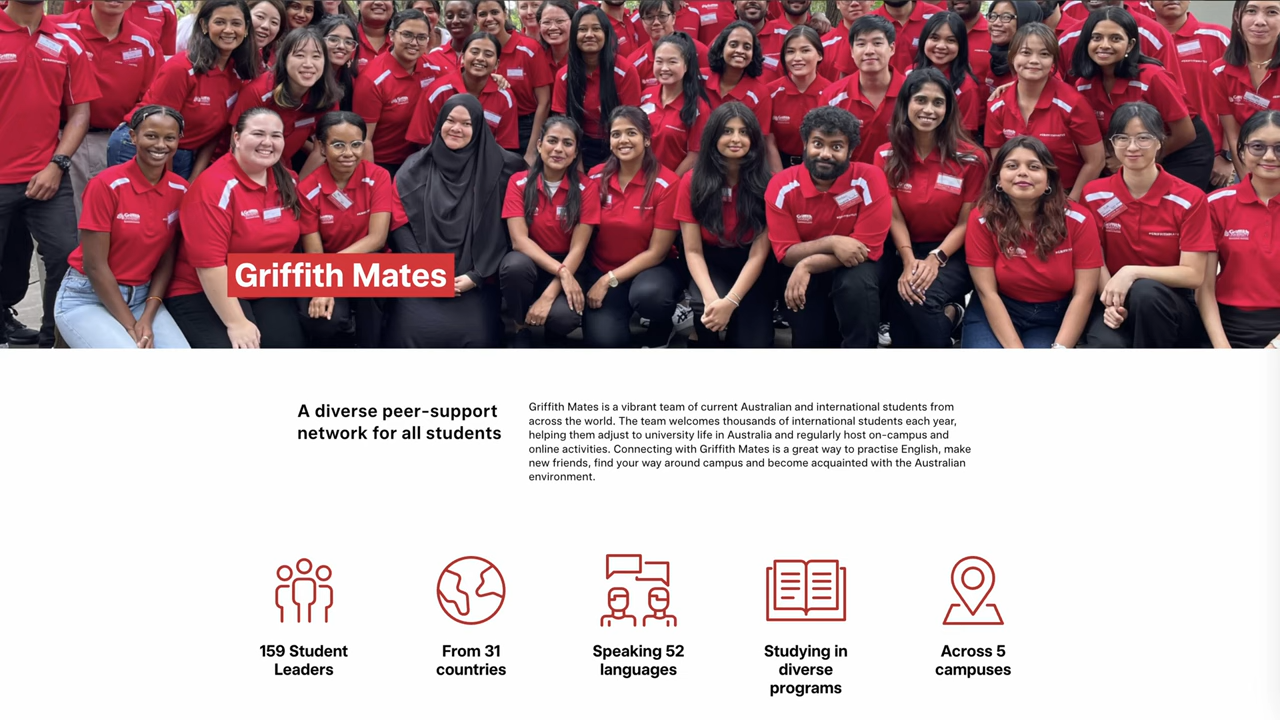 Griffith Mates
A diverse peer-support
network for all students
Griffith Mates is a vibrant team of current Australian and international students from
across the world. The team welcomes thousands of international students each year,
helping them adjust to university life in Australia and regularly host on-campus and
online activities. Connecting with Griffith Mates is a great way to practise English, make
new friends, find your way around campus and become acquainted with the Australian
environment.
159 Student
Leaders
From 31
countries
Speaking 52
languages
Studying in
diverse
programs
Across 5
campuses